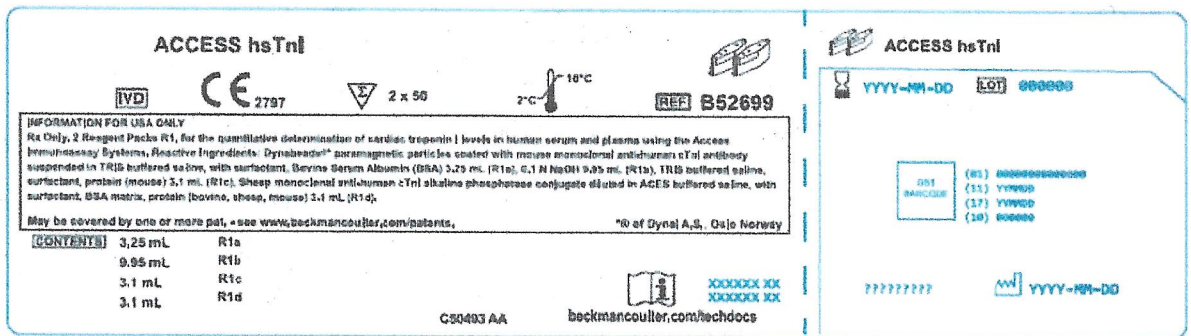 ACCESS hsTnI
IVD
CE 2797
Σ 2 x 50
2°C
10°C
REF B52699
INFORMATION FOR USA ONLY
Rx Only, 2 Reagent Packs R1, for the quantitative determination of cardiac troponin I levels in human serum and plasma using the Access
Immunoassay Systems, Reactive Ingredients: Dynabeads®* paramagnetic particles coated with mouse monoclonal antihuman cTnI antibody
suspended in TRIS buffered saline, with surfactant, Bovine Serum Albumin (BSA) 3.25 mL (R1a), 0.1 N NaOH 9.95 mL (R1b), TRIS buffered saline,
surfactant, protein (mouse) 3,1 mL (R1c), Sheep monoclonal antihuman cTnI alkaline phosphatase conjugate diluted in ACES buffered saline, with
surfactant, BSA matrix, protein (bovine, sheep, mouse) 3.1 mL (R1d).
May be covered by one or more pat, - see www.beckmancoulter.com/patents.
*® of Dynal A.S., Oslo Norway
CONTENTS 3,25 mL R1a
9.95 mL R1b
3.1 mL R1c
3.1 mL R1d
G50493 AA
XXXXXX XX
XXXXXX XX
beckmancoulter.com/techdocs
ACCESS hsTnI
YYYY-MM-DD LOT 000000
GS1
BARCODE
(01) 00000000000000
(11) YYMMDD
(17) YYMMDD
(10) 000000
?????????
YYYY-MM-DD